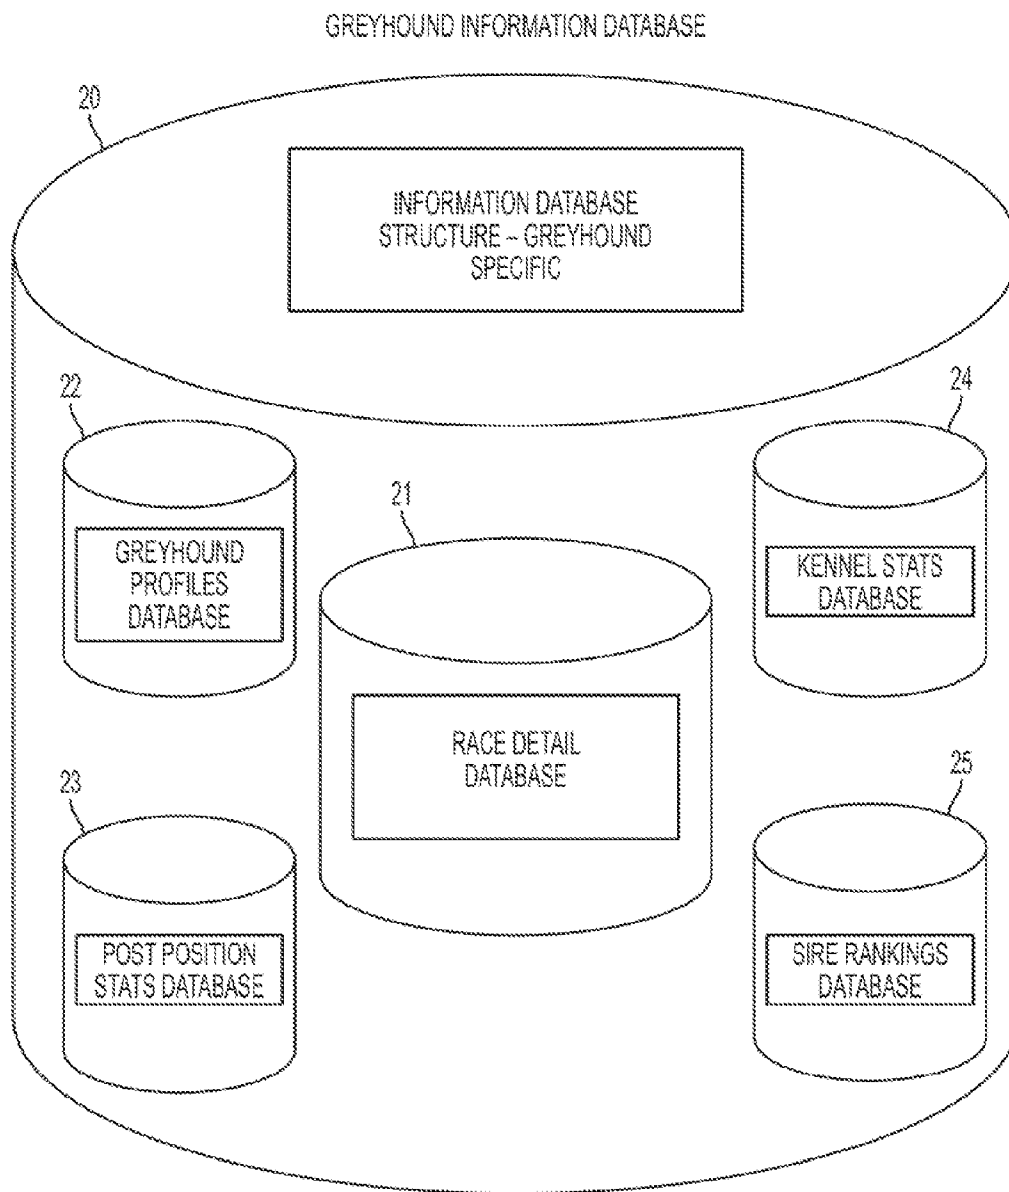 GREYHOUND INFORMATION DATABASE
20
INFORMATION DATABASE
STRUCTURE – GREYHOUND
SPECIFIC
22
GREYHOUND
PROFILES
DATABASE
24
KENNEL STATS
DATABASE
21
RACE DETAIL
DATABASE
23
POST POSITION
STATS DATABASE
25
SIRE RANKINGS
DATABASE